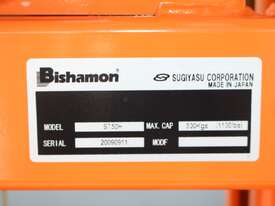 Bishamon
SUGIYASU CORPORATION
MADE IN JAPAN
MODEL MAX. CAP
SERIAL 20090911 MODF